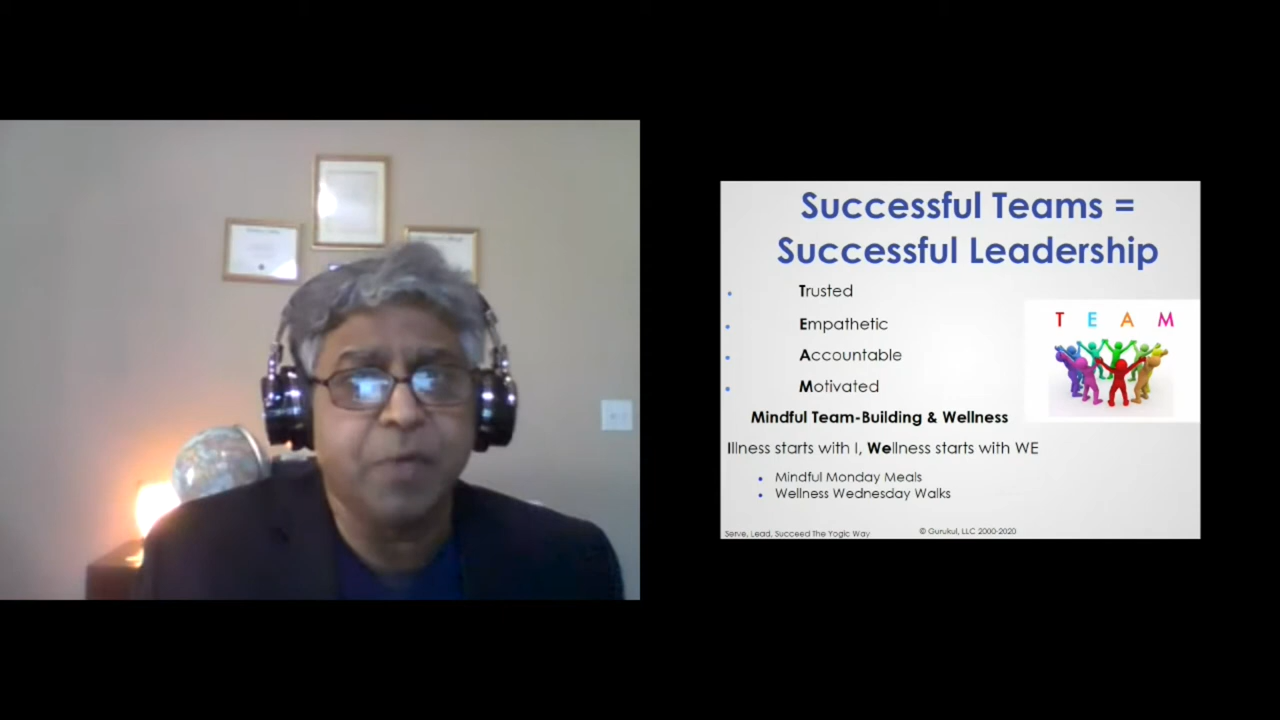 Successful Teams =
Successful Leadership
Trusted
Empathetic
Accountable
Motivated
T E A M
Mindful Team-Building & Wellness
Illness starts with I, Wellness starts with WE
Mindful Monday Meals
Wellness Wednesday Walks
Serve, Lead, Succeed The Yogic Way
© Gurukul, LLC 2000-2020